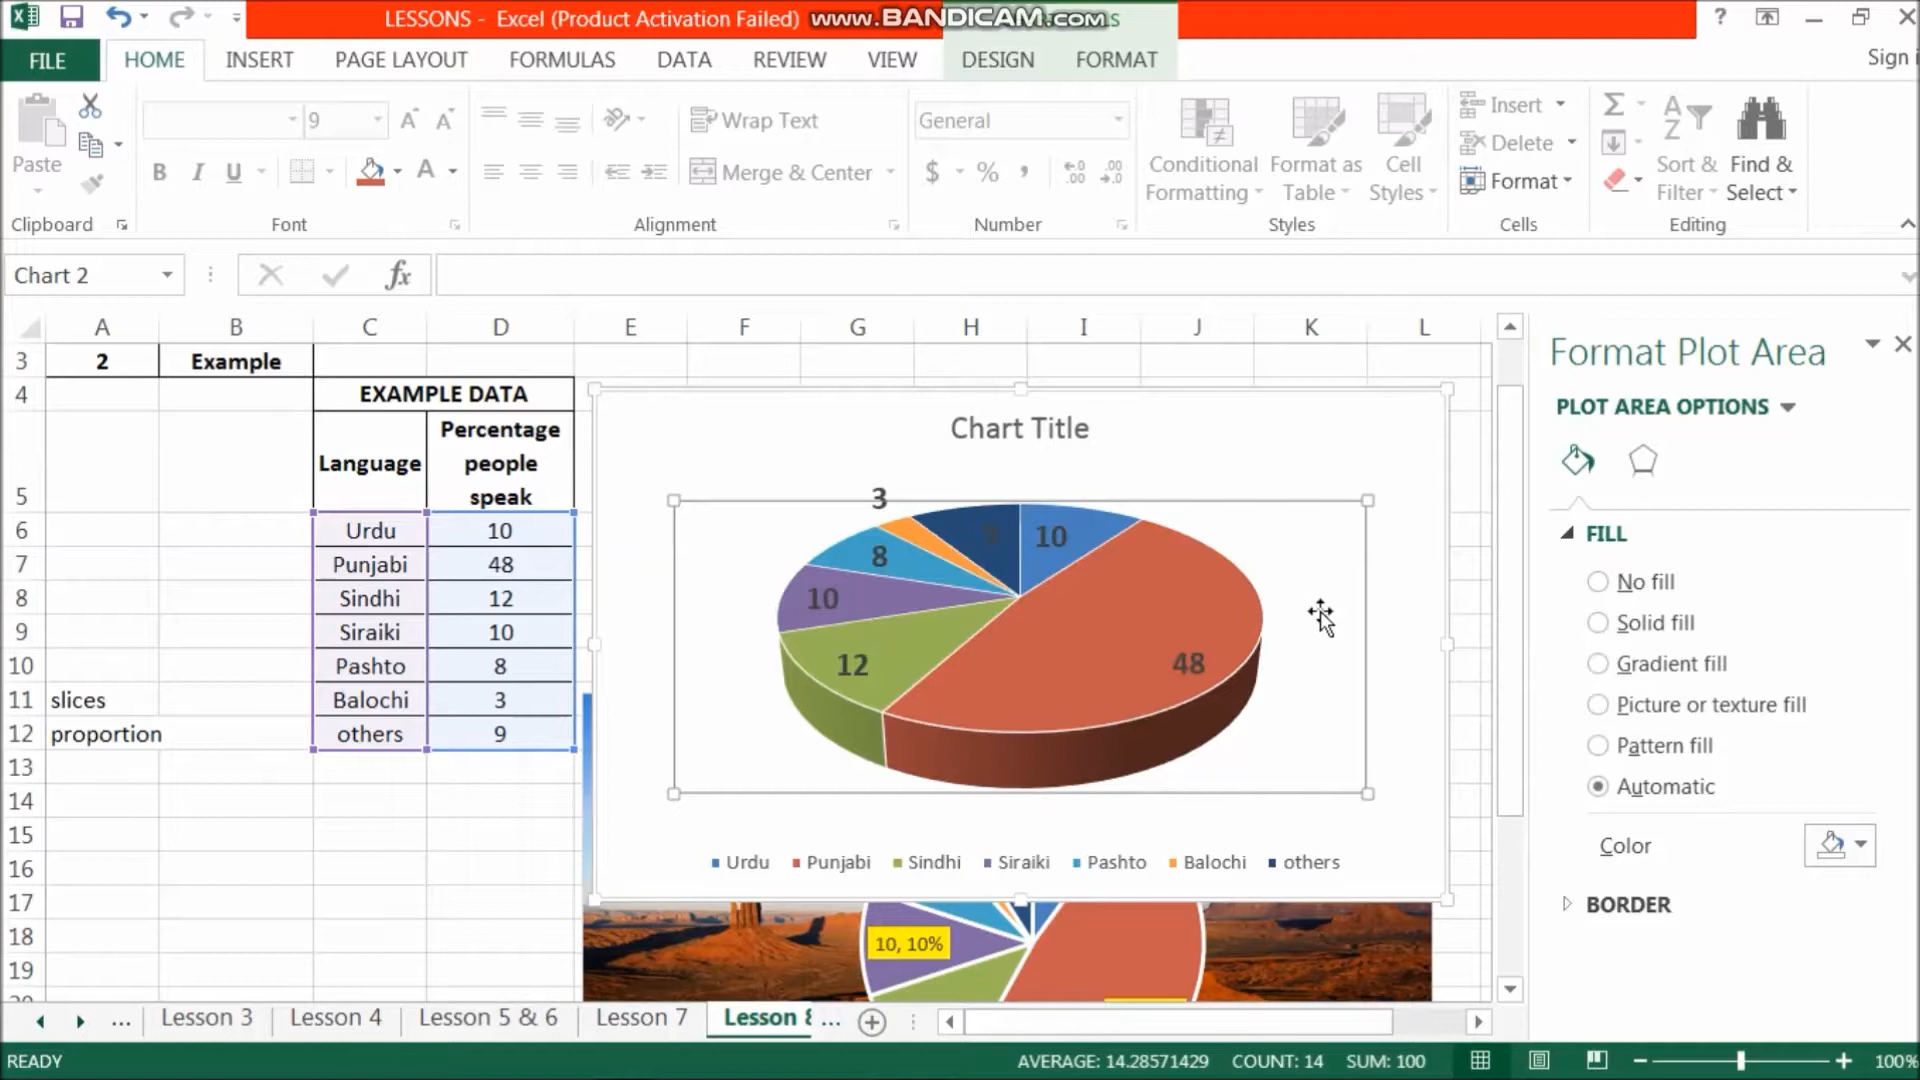 LESSONS - Excel (Product Activation Failed)
www.BANDICAM.com
? Sign
FILE HOME INSERT PAGE LAYOUT FORMULAS DATA REVIEW VIEW DESIGN FORMAT
Paste
9
B I U
Wrap Text
Merge & Center
General
$ % ,
Conditional Formatting
Format as Table
Cell Styles
Insert
Delete
Format
Sort & Filter
Find & Select
Clipboard Font Alignment Number Styles Cells Editing
Chart 2
fx
A B C D E F G H I J K L
3 2 Example
4 EXAMPLE DATA
5 Language Percentage people speak
6 Urdu 10
7 Punjabi 48
8 Sindhi 12
9 Siraiki 10
10 Pashto 8
11 slices Balochi 3
12 proportion others 9
13
14
15
16
17
18
19
Chart Title
3
9
10
8
10
12
48
Urdu Punjabi Sindhi Siraiki Pashto Balochi others
10, 10%
Format Plot Area
PLOT AREA OPTIONS
FILL
No fill
Solid fill
Gradient fill
Picture or texture fill
Pattern fill
Automatic
Color
BORDER
... Lesson 3 Lesson 4 Lesson 5 & 6 Lesson 7 Lesson 8 ...
READY AVERAGE: 14.28571429 COUNT: 14 SUM: 100 100%